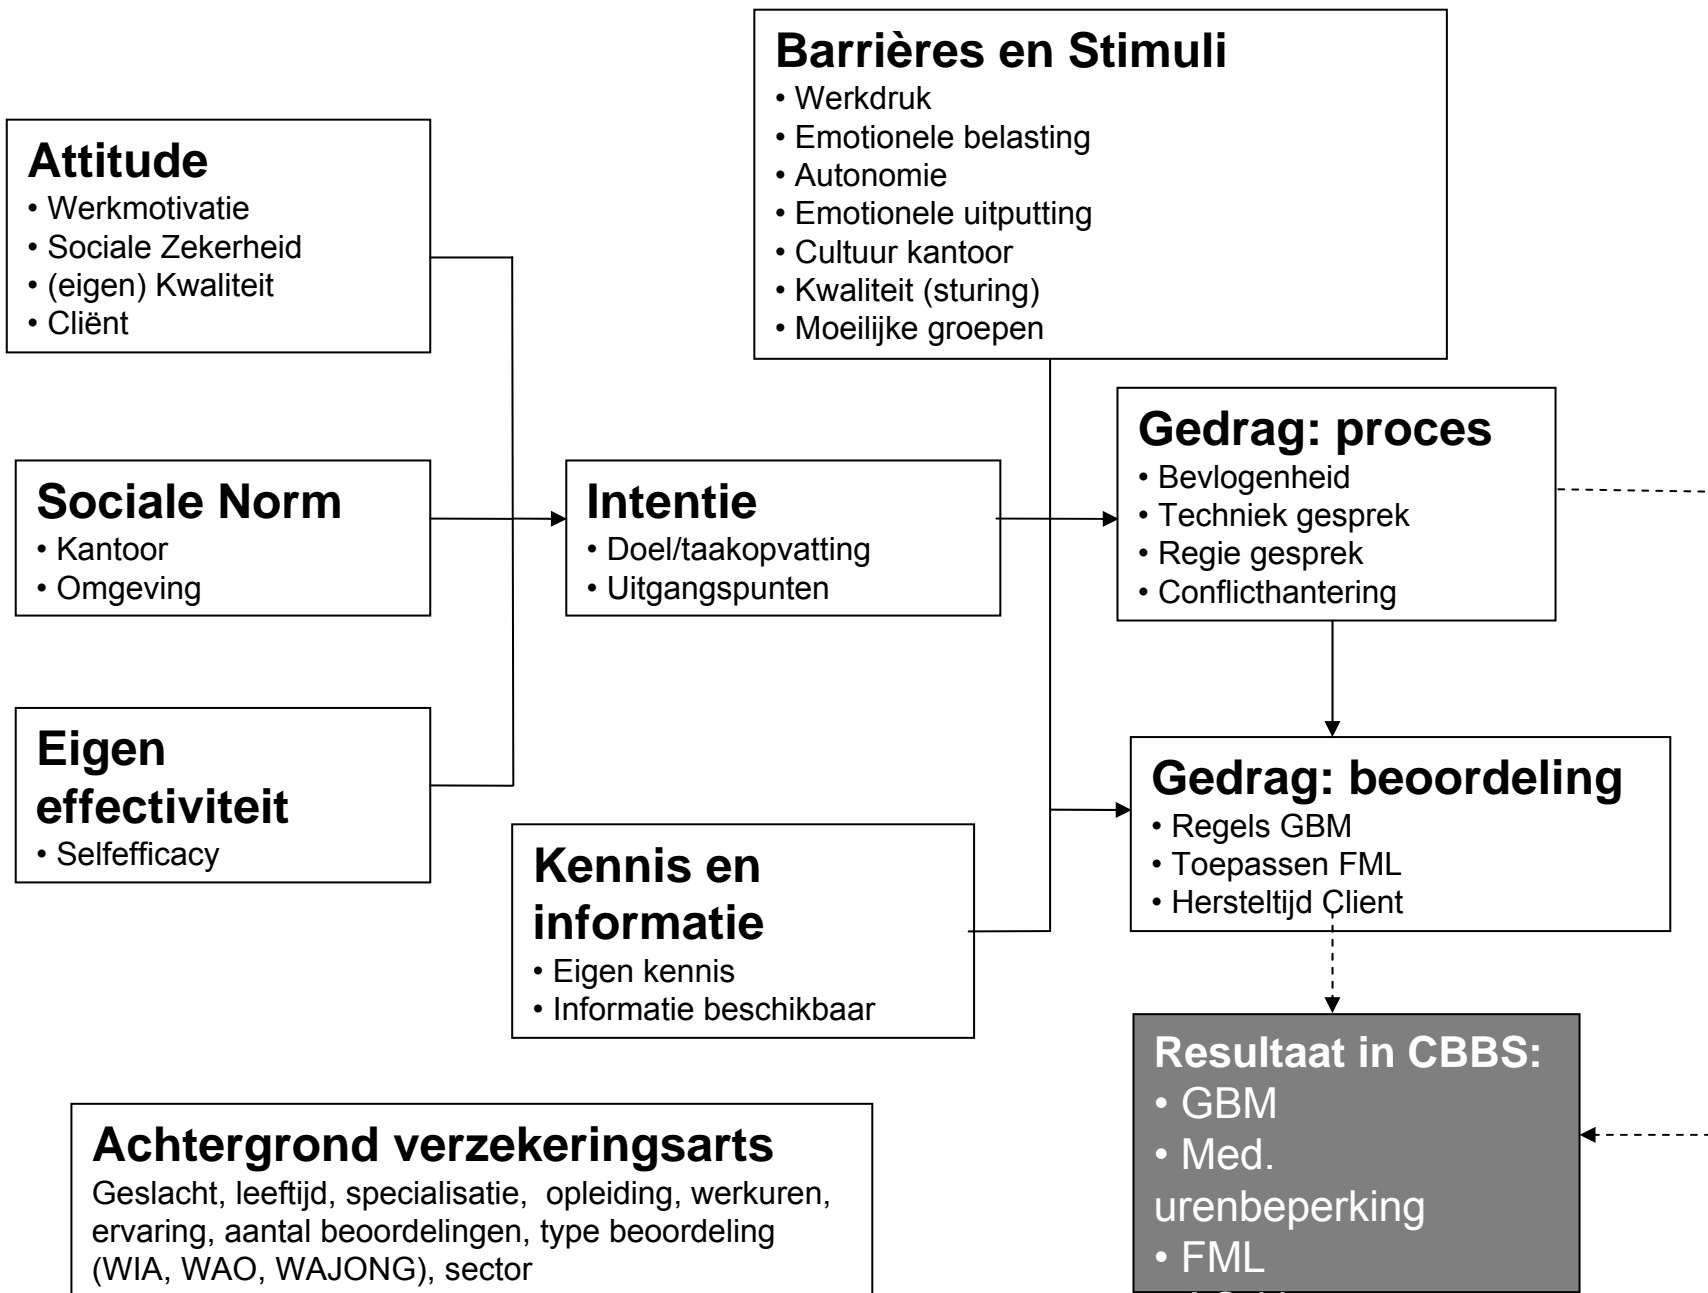 Barrières en Stimuli
• Werkdruk
• Emotionele belasting
• Autonomie
• Emotionele uitputting
• Cultuur kantoor
• Kwaliteit (sturing)
• Moeilijke groepen
Attitude
• Werkmotivatie
• Sociale Zekerheid
• (eigen) Kwaliteit
• Cliënt
Gedrag: proces
• Bevlogenheid
• Techniek gesprek
• Regie gesprek
• Conflicthantering
Sociale Norm
• Kantoor
• Omgeving
Intentie
• Doel/taakopvatting
• Uitgangspunten
Eigen
effectiviteit
• Selfefficacy
Gedrag: beoordeling
• Regels GBM
• Toepassen FML
• Hersteltijd Client
Kennis en
informatie
• Eigen kennis
• Informatie beschikbaar
Resultaat in CBBS:
• GBM
• Med.
urenbeperking
• FML
Achtergrond verzekeringsarts
Geslacht, leeftijd, specialisatie, opleiding, werkuren,
ervaring, aantal beoordelingen, type beoordeling
(WIA, WAO, WAJONG), sector